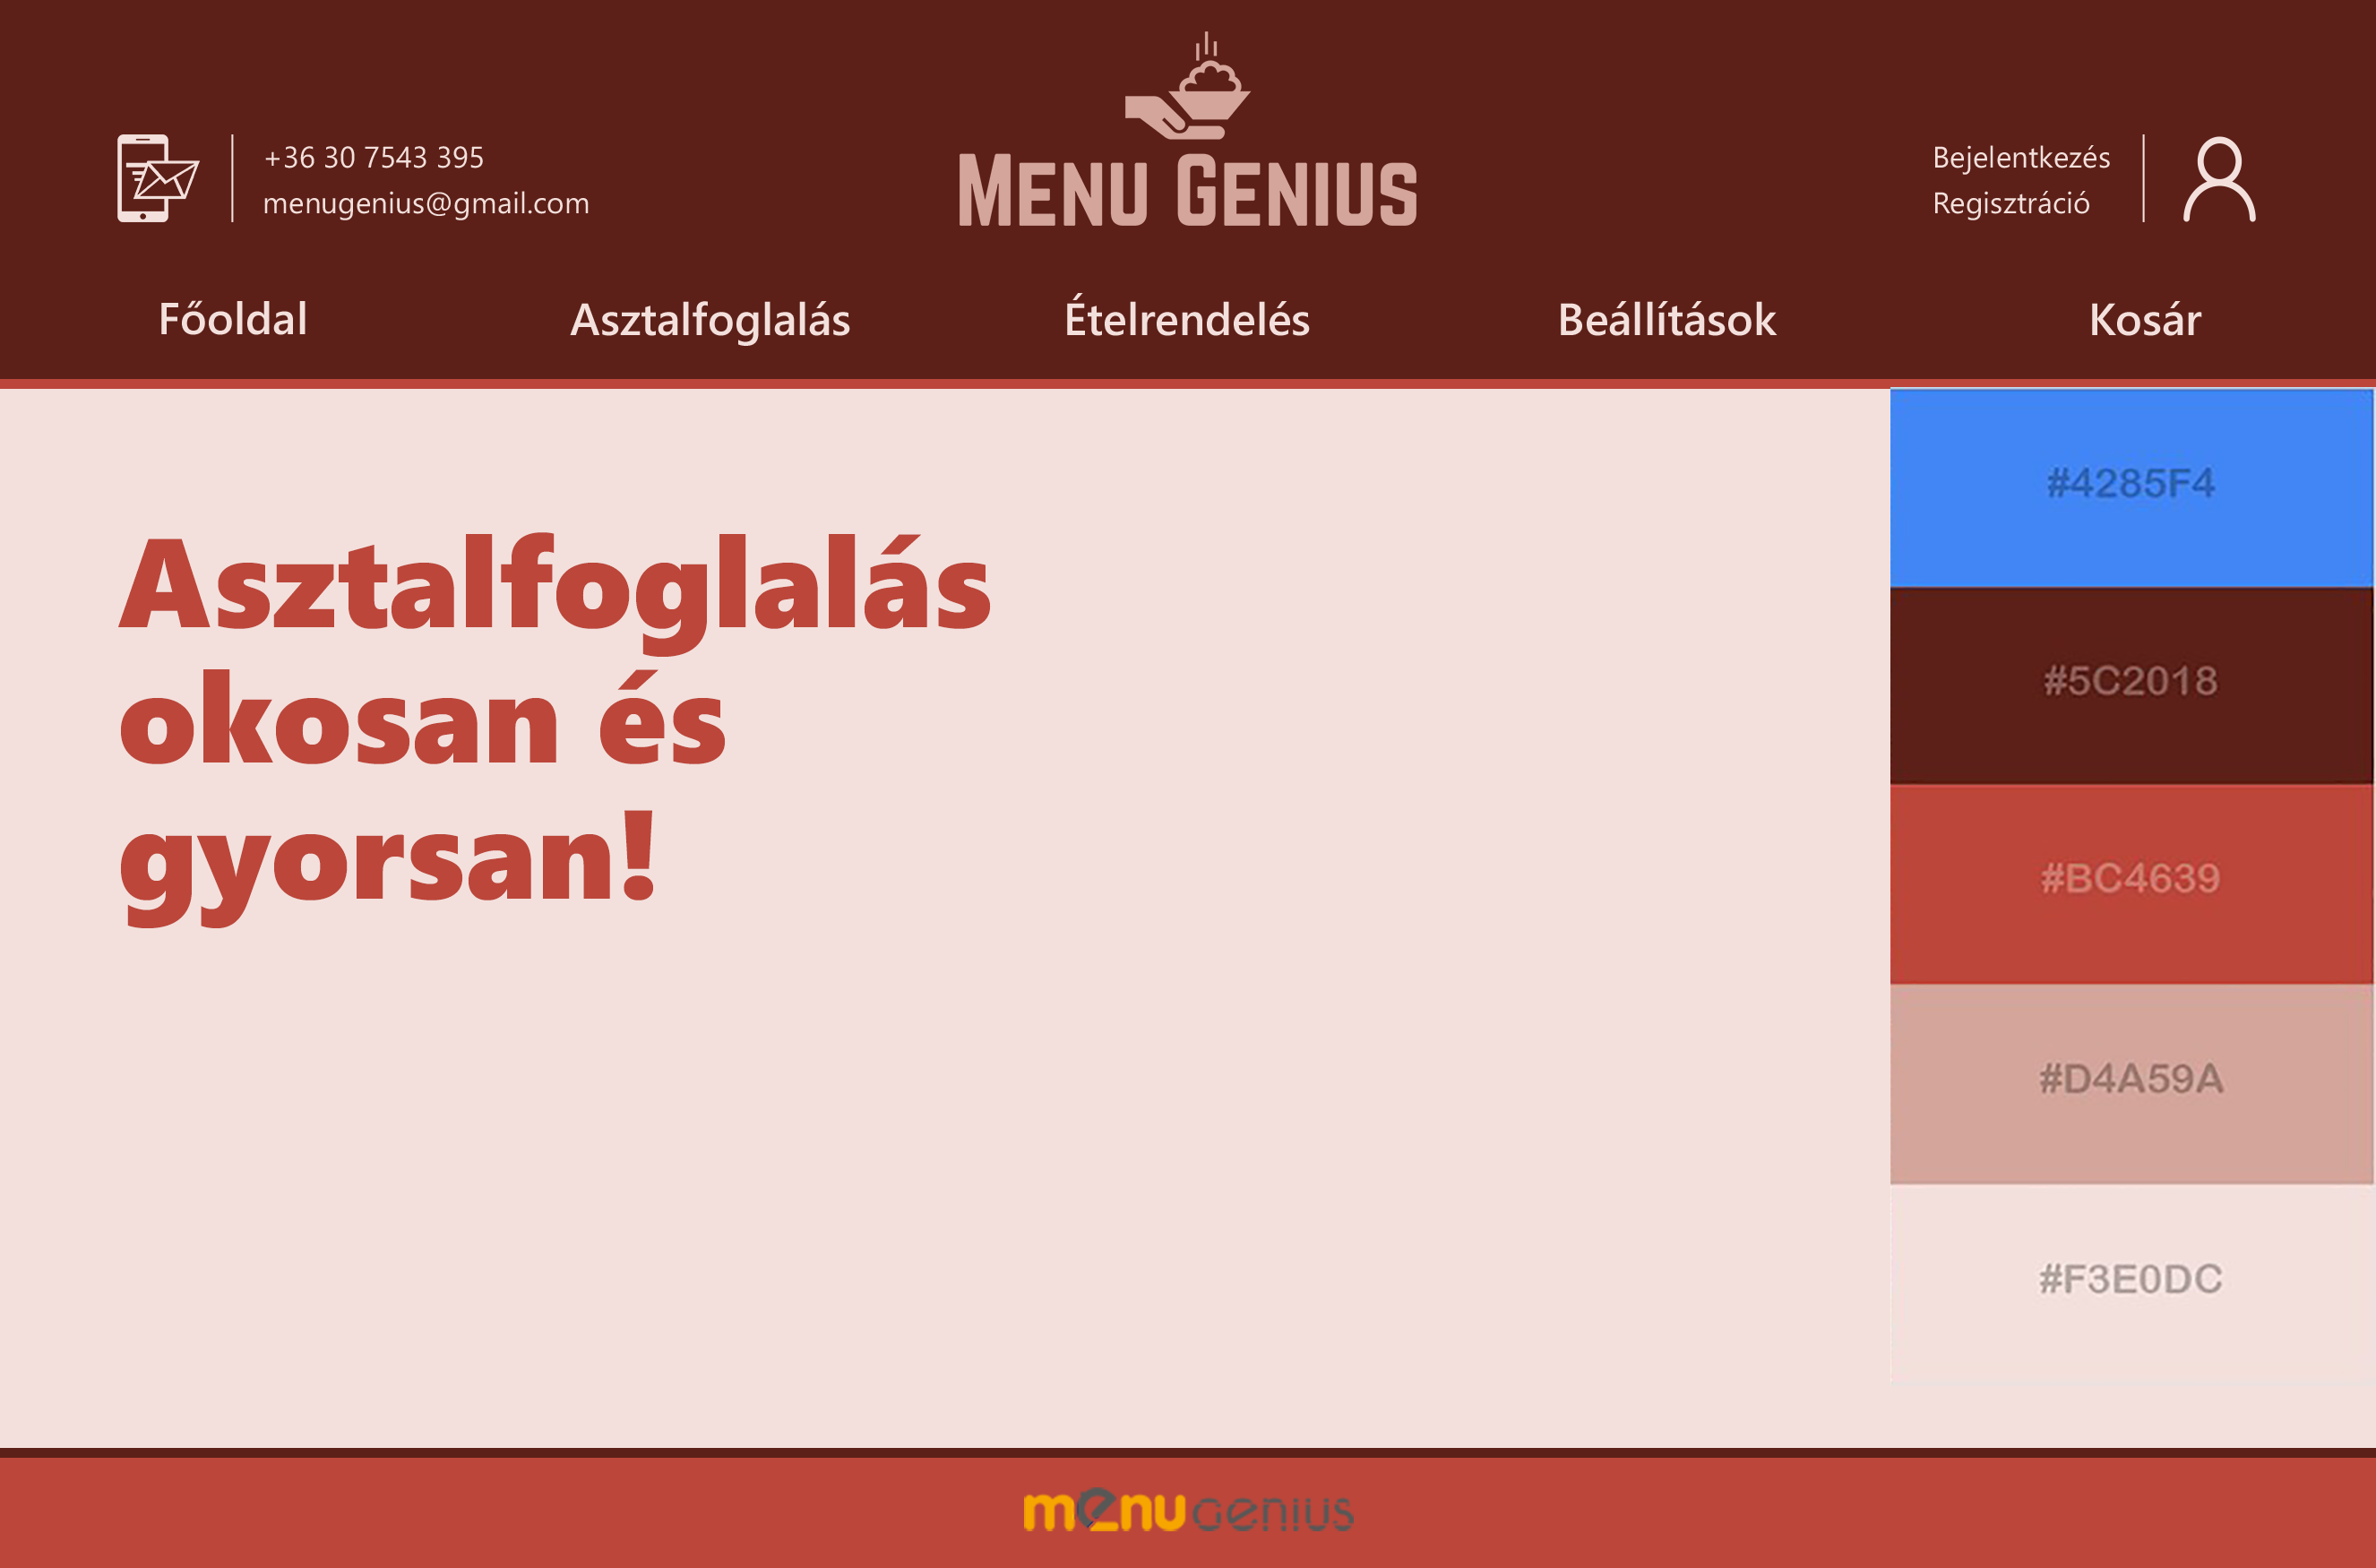 +36 30 7543 395
menugenius@gmail.com
MENU GENIUS
Bejelentkezés
Regisztráció
Főoldal
Asztalfoglalás
Ételrendelés
Beállítások
Kosár
Asztalfoglalás
okosan és
gyorsan!
#4285F4
#5C2018
#BC4639
#D4A59A
#F3E0DC
menu genius